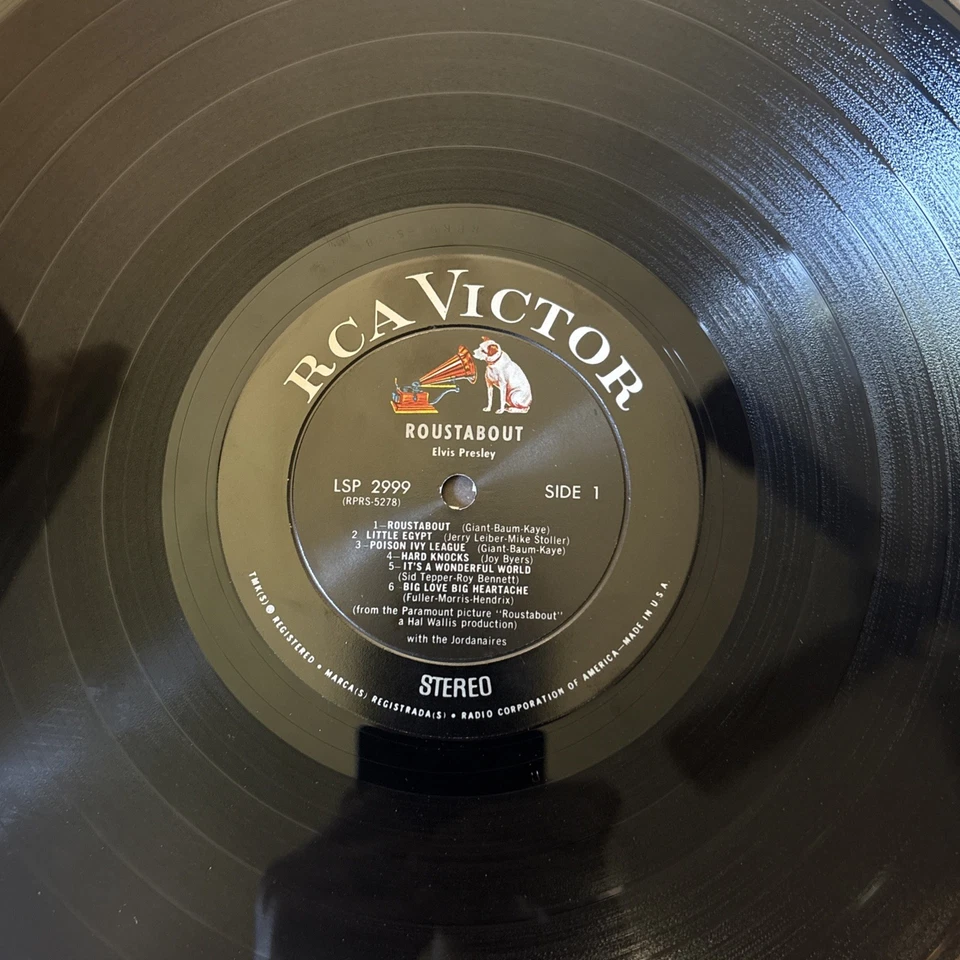 RCA VICTOR
ROUSTABOUT
Elvis Presley
LSP 2999
(RPRS-5278)
SIDE 1
1—ROUSTABOUT (Giant-Baum-Kaye)
2 LITTLE EGYPT (Jerry Leiber-Mike Stoller)
3—POISON IVY LEAGUE (Giant-Baum-Kaye)
4—HARD KNOCKS (Joy Byers)
5—IT'S A WONDERFUL WORLD
(Sid Tepper-Roy Bennett)
6 BIG LOVE BIG HEARTACHE
(Fuller-Morris-Hendrix)
(from the Paramount picture "Roustabout"
a Hal Wallis production)
with the Jordanaires
STEREO
TMK(S) ® REGISTERED • MARCA(S) REGISTRADA(S) • RADIO CORPORATION OF AMERICA—MADE IN U.S.A.